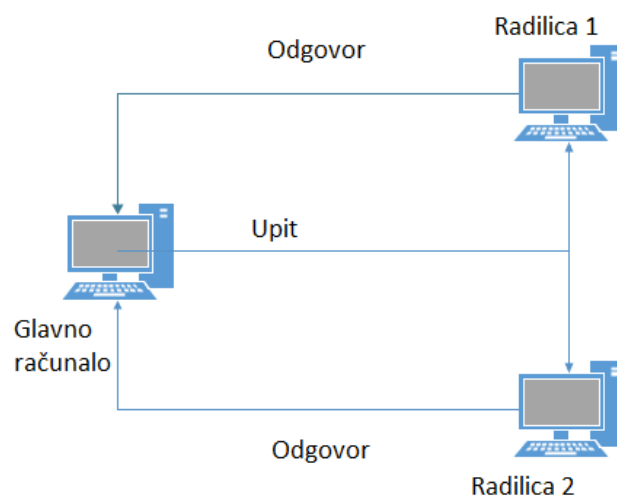 Radilica 1
Odgovor
Upit
Glavno
računalo
Odgovor
Radilica 2